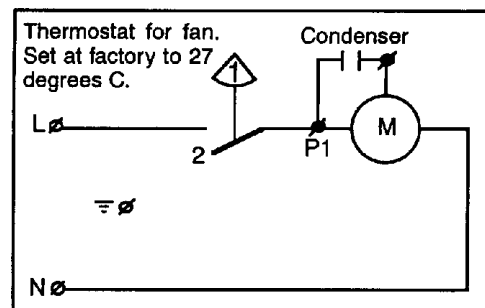 Thermostat for fan.
Set at factory to 27
degrees C.
Condenser
1
L
M
2
P1
N